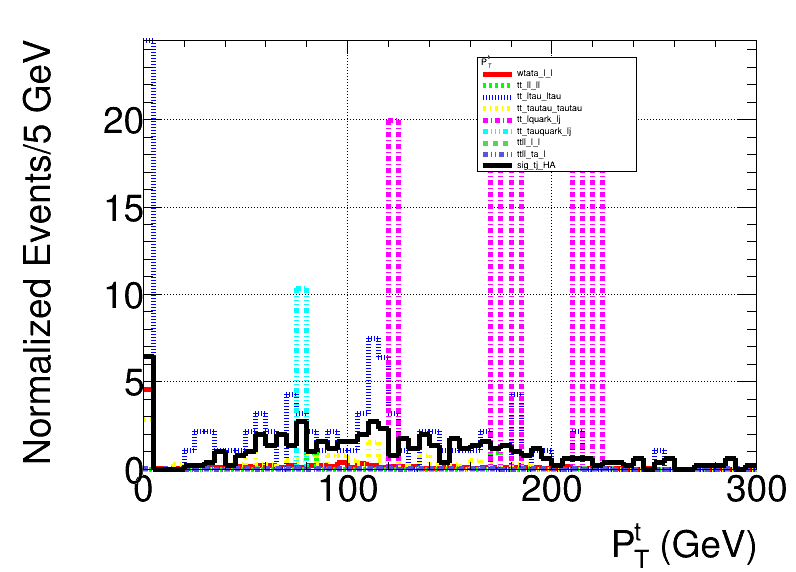 Normalized Events/5 GeV
20
15
10
5
0
0
100
200
300
P_T^t
wtata_l_l
tt_ll_ll
tt_ltau_ltau
tt_tautau_tautau
tt_lquark_lj
tt_tauquark_lj
ttll_l_l
ttll_ta_l
sig_tj_HA
P_T^t (GeV)